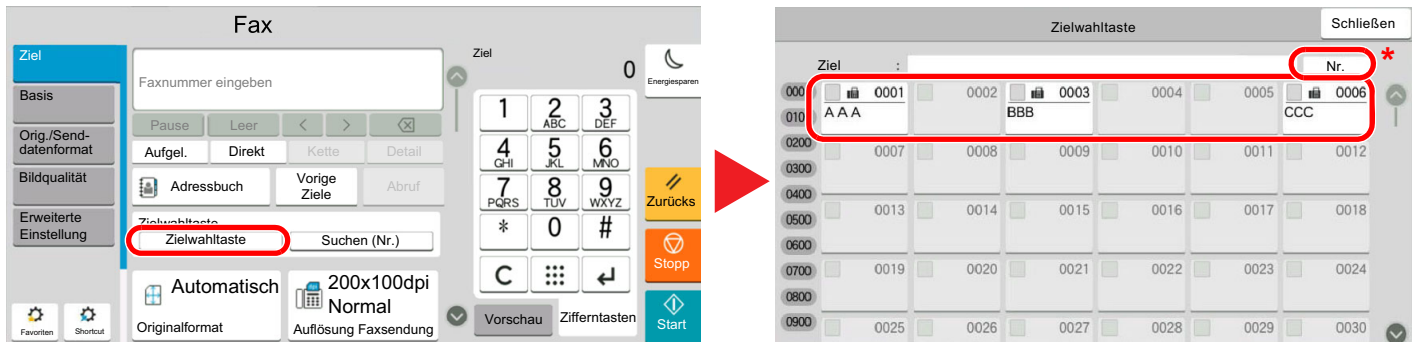 Fax
Ziel
Basis
Orig./Send-
datenformat
Bildqualität
Erweiterte
Einstellung
Favoriten
Shortcut
Faxnummer eingeben
Pause
Leer
Aufgel.
Direkt
Kette
Detail
Adressbuch
Vorige
Ziele
Abruf
Zielwahltaste
Zielwahltaste
Suchen (Nr.)
Automatisch
Originalformat
200x100dpi
Normal
Auflösung Faxsendung
Ziel
0
1 2 3
ABC DEF
4 5 6
GHI JKL MNO
7 8 9
PQRS TUV WXYZ
* 0 #
C
Vorschau
Zifferntasten
Energiesparen
Zurücks
Stopp
Start
Zielwahltaste
Schließen
Ziel :
Nr.
*
0001 0002 0003 0004 0005 0006
AAA BBB CCC
0200
0007 0008 0009 0010 0011 0012
0300
0400
0013 0014 0015 0016 0017 0018
0500
0600
0700 0019 0020 0021 0022 0023 0024
0800
0900 0025 0026 0027 0028 0029 0030